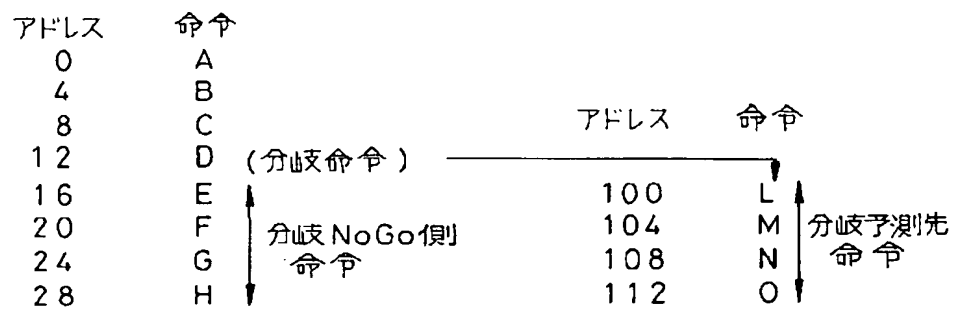 アドレス 命令
0 A
4 B
8 C
12 D (分岐命令)
16 E
20 F
24 G
28 H
分岐NoGo側
命令
アドレス 命令
100 L
104 M
108 N
112 O
分岐予測先
命令